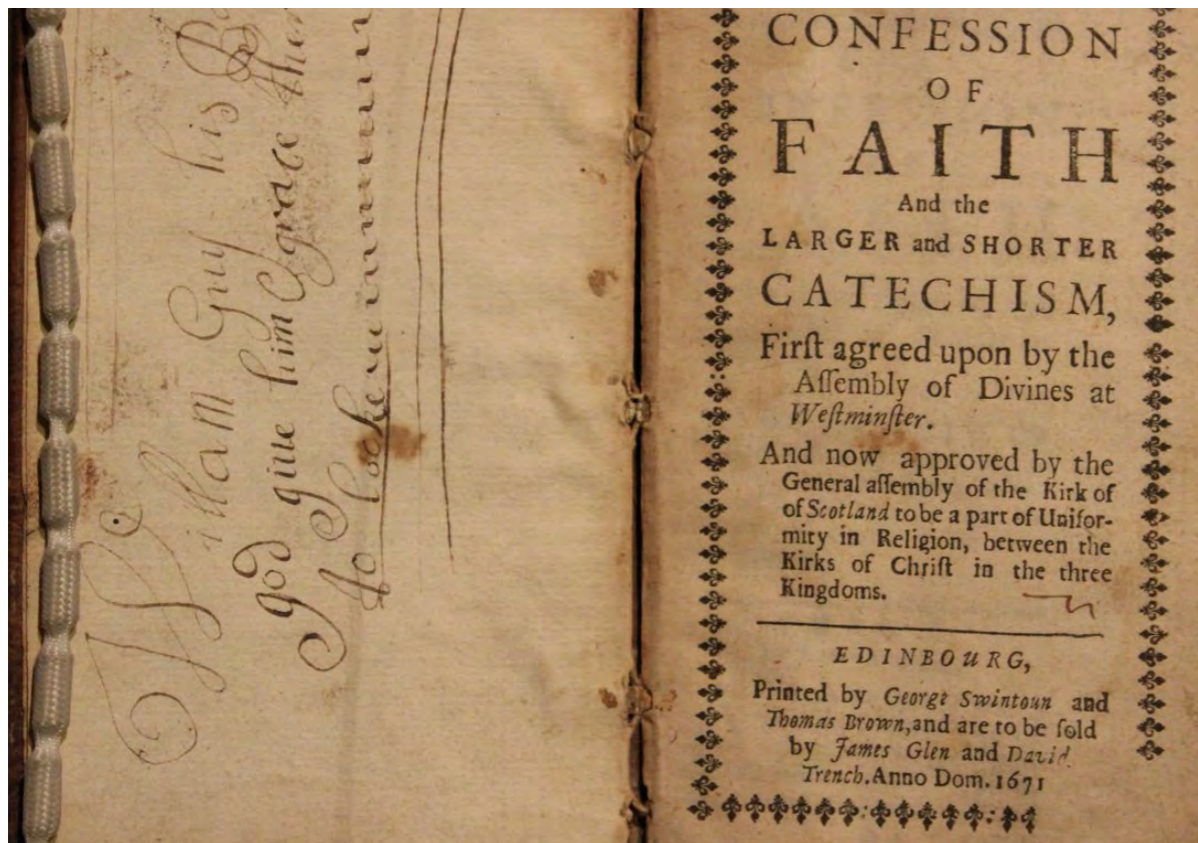 Willam Guy his
god giue him Grace
to looke
CONFESSION
OF
FAITH
And the
LARGER and SHORTER
CATECHISM,
Firſt agreed upon by the
Aſſembly of Divines at
Weſtminſter.
And now approved by the
General aſſembly of the Kirk of
of Scotland to be a part of Unifor-
mity in Religion, between the
Kirks of Chriſt in the three
Kingdoms.
EDINBOURG,
Printed by George Swintoun and
Thomas Brown, and are to be ſold
by James Glen and David
Trench. Anno Dom. 1671